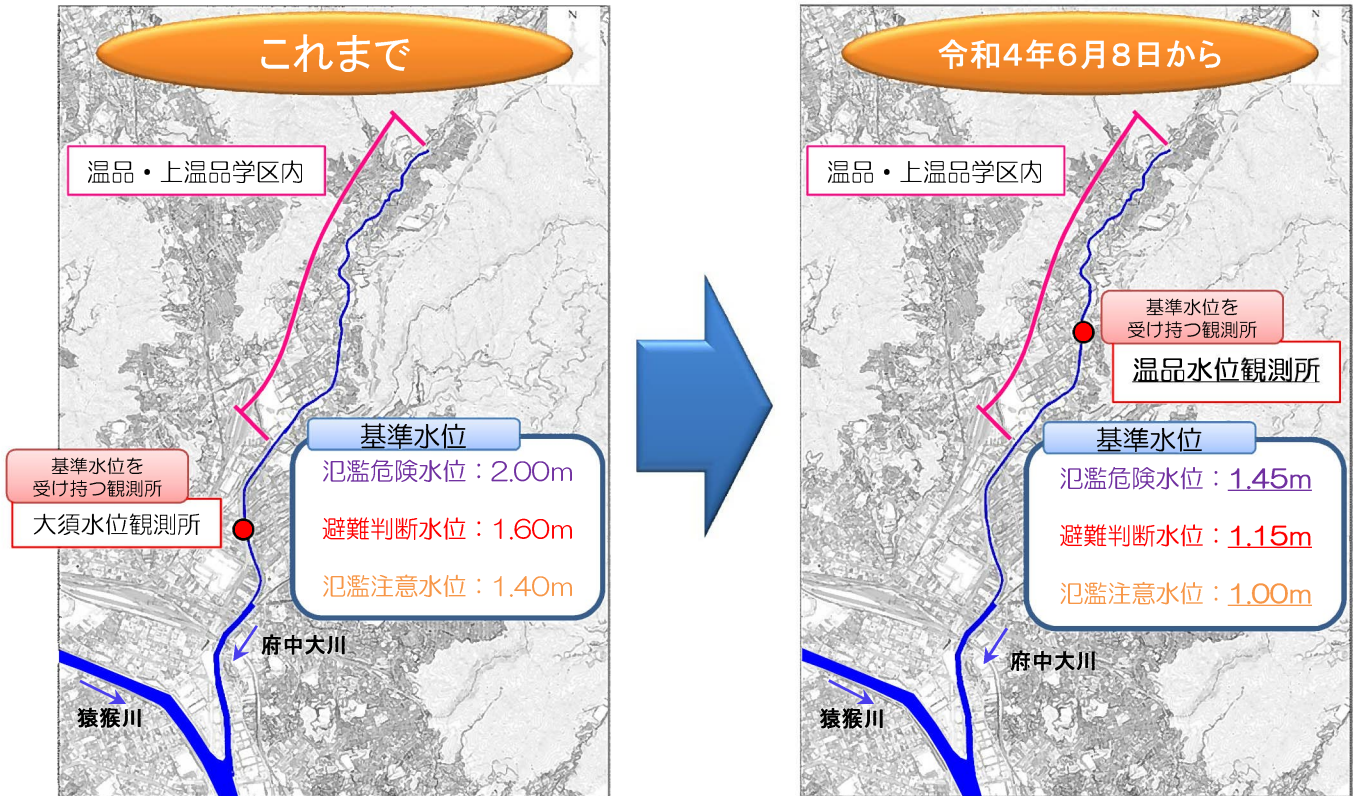 これまで
N
温品・上温品学区内
基準水位を
受け持つ観測所
大須水位観測所
基準水位
氾濫危険水位：2.00m
避難判断水位：1.60m
氾濫注意水位：1.40m
府中大川
猿猴川
令和4年6月8日から
N
温品・上温品学区内
基準水位を
受け持つ観測所
温品水位観測所
基準水位
氾濫危険水位：1.45m
避難判断水位：1.15m
氾濫注意水位：1.00m
府中大川
猿猴川